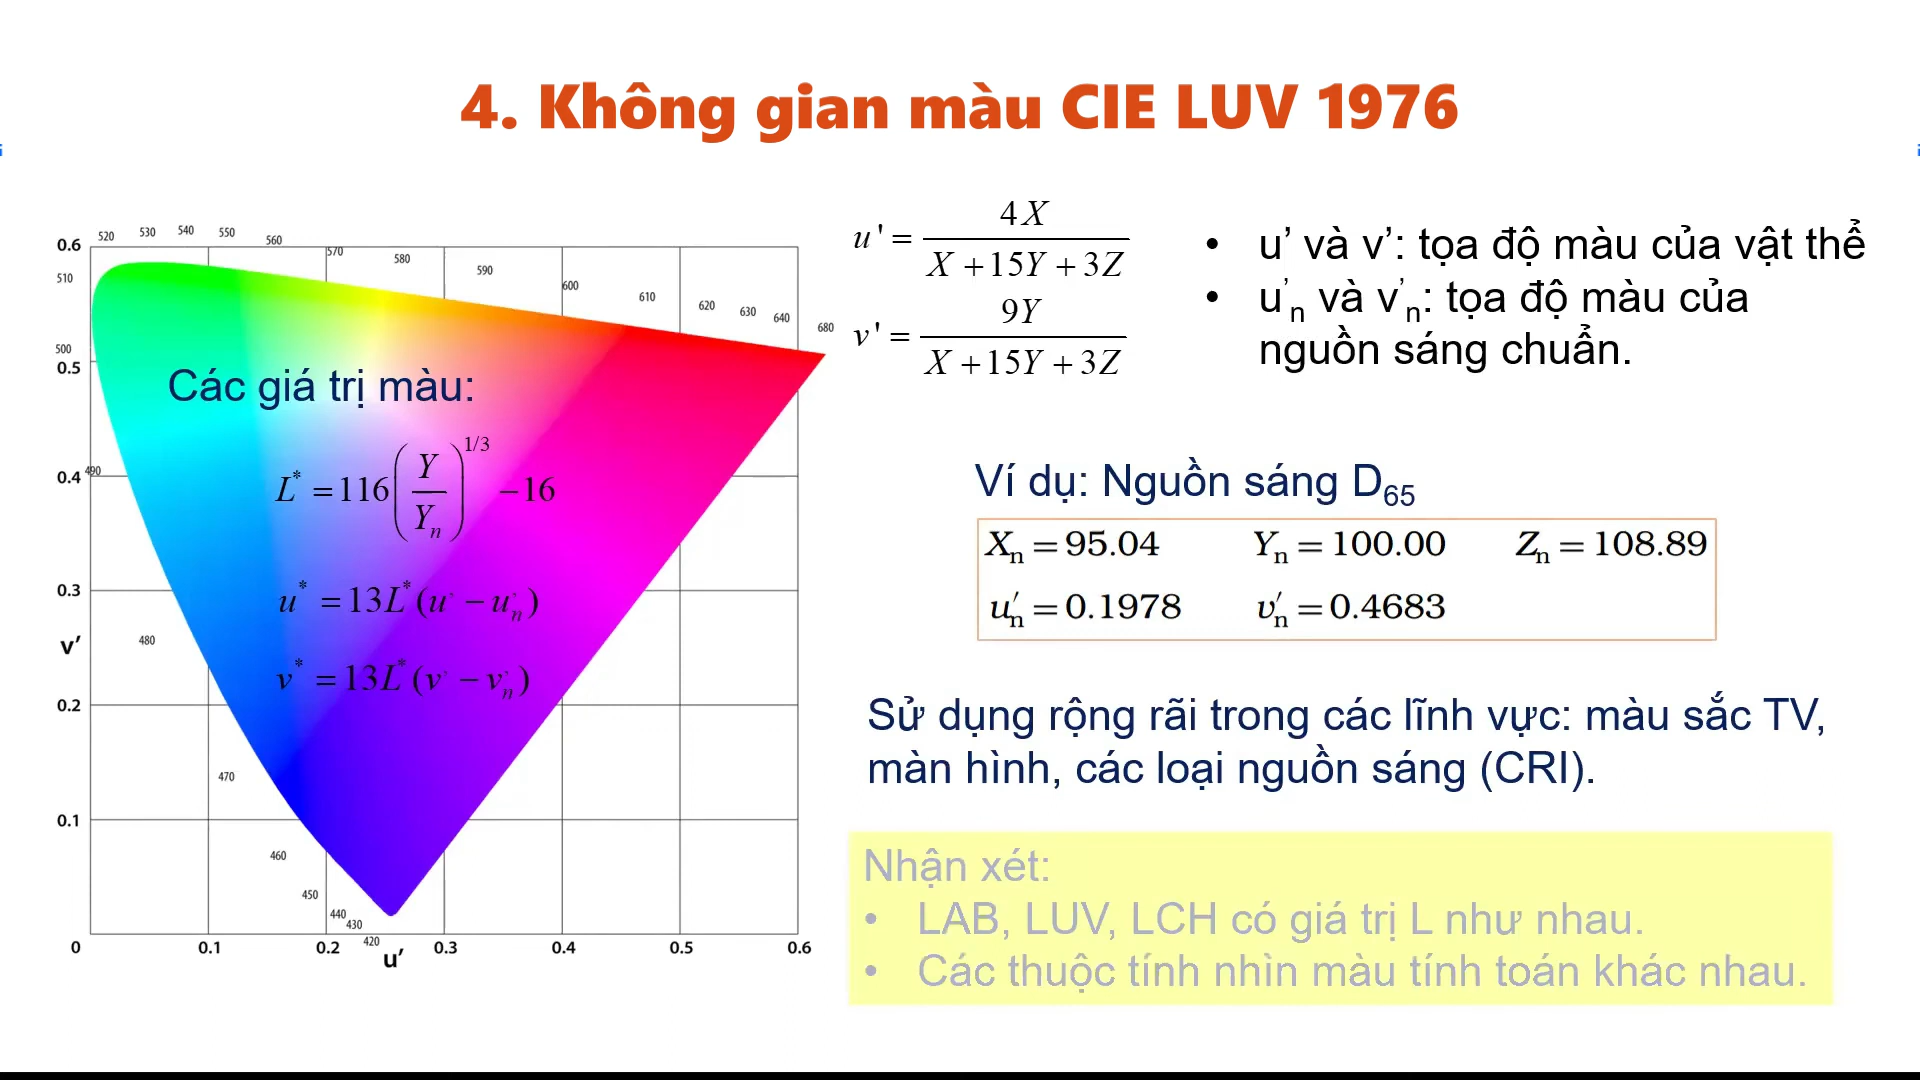 4. Không gian màu CIE LUV 1976
520 530 540 550 560 570 580 590 600 610 620 630 640 680
0.6
510
500
0.5
490
0.4
0.3
480
v′
0.2
470
0.1
460
450
440
430
420
0 0.1 0.2 0.3 0.4 0.5 0.6
u′
Các giá trị màu:
L* = 116(Y/Yn)^1/3 − 16
u* = 13L*(u' − u'n)
v* = 13L*(v' − v'n)
u' = 4X / (X + 15Y + 3Z)
v' = 9Y / (X + 15Y + 3Z)
• u’ và v’: tọa độ màu của vật thể
• u’n và v’n: tọa độ màu của
nguồn sáng chuẩn.
Ví dụ: Nguồn sáng D65
Xn = 95.04 Yn = 100.00 Zn = 108.89
u′n = 0.1978 v′n = 0.4683
Sử dụng rộng rãi trong các lĩnh vực: màu sắc TV,
màn hình, các loại nguồn sáng (CRI).
Nhận xét:
• LAB, LUV, LCH có giá trị L như nhau.
• Các thuộc tính nhìn màu tính toán khác nhau.